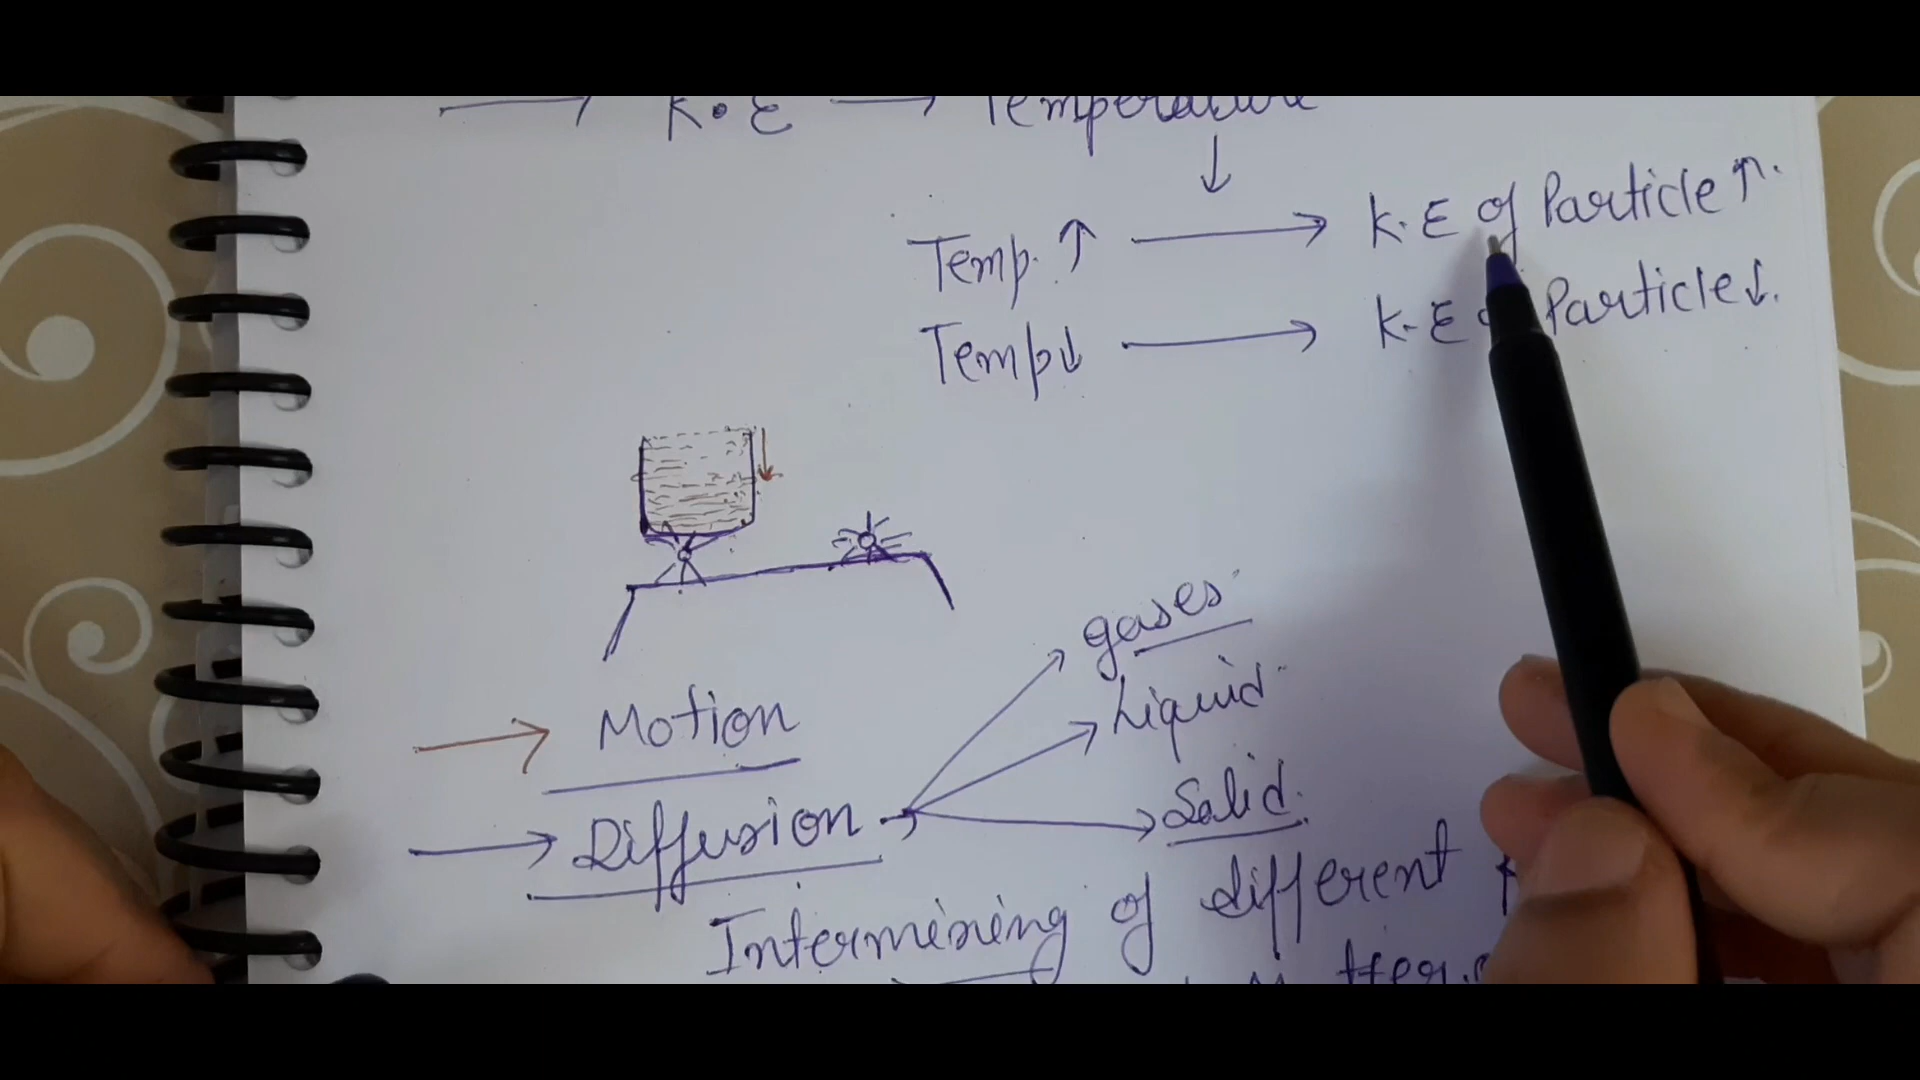 → K.E → Temperature
↓
Temp. ↑ → K.E of Particle ↑.
Temp ↓ → K.E Particle ↓.
gases
Liquid
→ Motion
Solid.
→ Diffusion →
Intermixing of different